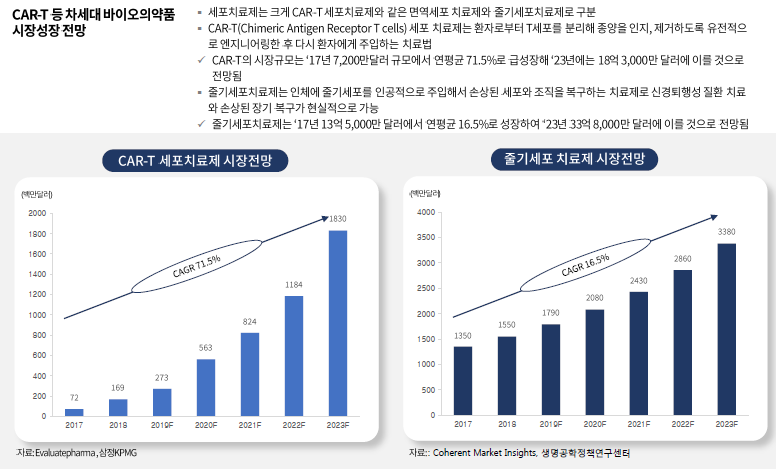 CAR-T 등 차세대 바이오의약품
시장성장 전망
▪ 세포치료제는 크게 CAR-T 세포치료제와 같은 면역세포 치료제와 줄기세포치료제로 구분
▪ CAR-T(Chimeric Antigen Receptor T cells) 세포 치료제는 환자로부터 T세포를 분리해 종양을 인지, 제거하도록 유전적으
로 엔지니어링한 후 다시 환자에게 주입하는 치료법
✓ CAR-T의 시장규모는 ‘17년 7,200만달러 규모에서 연평균 71.5%로 급성장해 ‘23년에는 18억 3,000만 달러에 이를 것으로
전망됨
▪ 줄기세포치료제는 인체에 줄기세포를 인공적으로 주입해서 손상된 세포와 조직을 복구하는 치료제로 신경퇴행성 질환 치료
와 손상된 장기 복구가 현실적으로 가능
✓ 줄기세포치료제는 ‘17년 13억 5,000만 달러에서 연평균 16.5%로 성장하여 ‘23년 33억 8,000만 달러에 이를 것으로 전망됨
CAR-T 세포치료제 시장전망
(백만달러)
2000
1800
1600
1400
1200
1000
800
600
400
200
0
CAGR 71.5%
72
169
273
563
824
1184
1830
2017
2018
2019F
2020F
2021F
2022F
2023F
자료: Evaluatepharma, 삼정KPMG
줄기세포 치료제 시장전망
(백만달러)
4000
3500
3000
2500
2000
1500
1000
500
0
CAGR 16.5%
1350
1550
1790
2080
2430
2860
3380
2017
2018
2019F
2020F
2021F
2022F
2023F
자료:: Coherent Market Insights, 생명공학정책연구센터